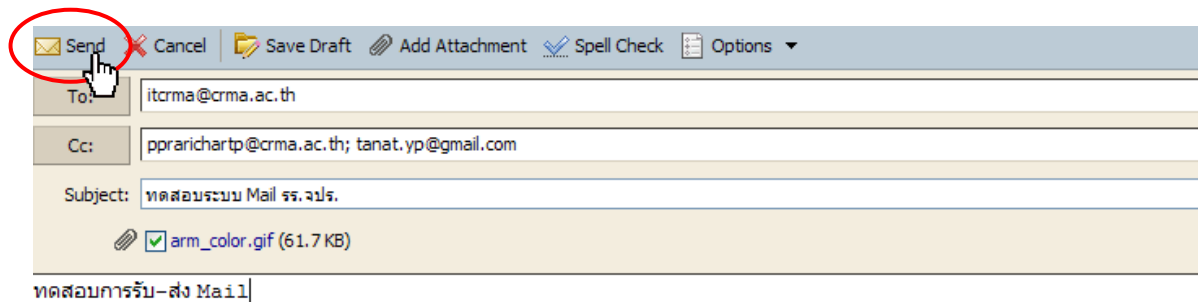 Send Cancel Save Draft Add Attachment Spell Check Options
To: itcrma@crma.ac.th
Cc: pprarichartp@crma.ac.th; tanat.yp@gmail.com
Subject: ทดสอบระบบ Mail รร.จปร.
arm_color.gif (61.7 KB)
ทดสอบการรับ-ส่ง Mail